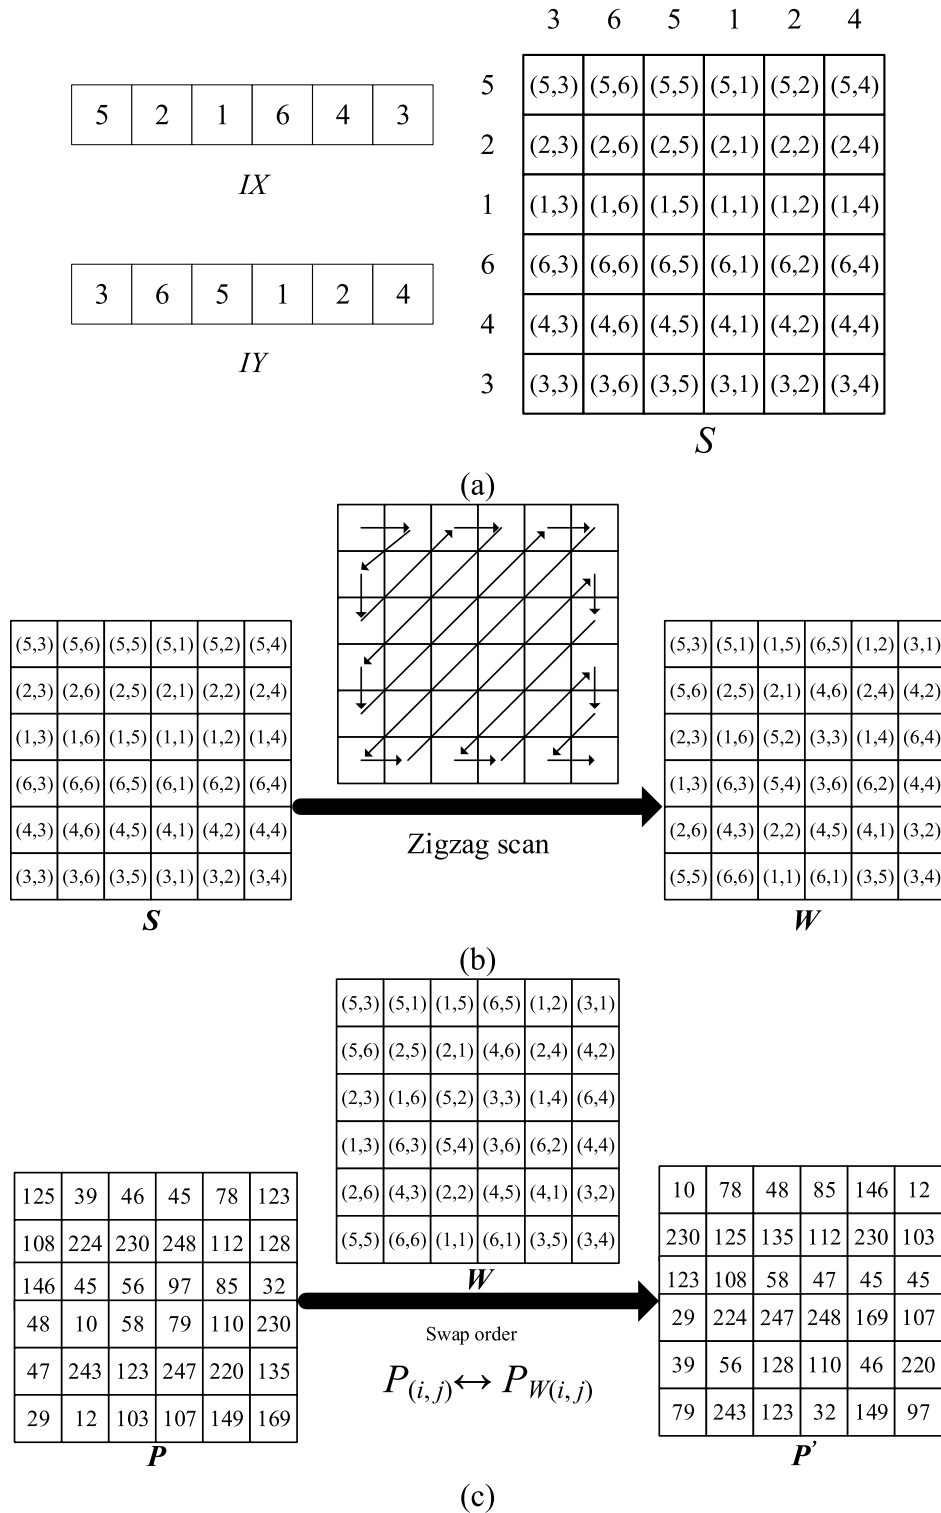 3 6 5 1 2 4
5 (5,3) (5,6) (5,5) (5,1) (5,2) (5,4)
5 2 1 6 4 3
2 (2,3) (2,6) (2,5) (2,1) (2,2) (2,4)
IX
1 (1,3) (1,6) (1,5) (1,1) (1,2) (1,4)
6 (6,3) (6,6) (6,5) (6,1) (6,2) (6,4)
3 6 5 1 2 4
4 (4,3) (4,6) (4,5) (4,1) (4,2) (4,4)
IY
3 (3,3) (3,6) (3,5) (3,1) (3,2) (3,4)
S
(a)
(5,3) (5,6) (5,5) (5,1) (5,2) (5,4)
(2,3) (2,6) (2,5) (2,1) (2,2) (2,4)
(1,3) (1,6) (1,5) (1,1) (1,2) (1,4)
(6,3) (6,6) (6,5) (6,1) (6,2) (6,4)
(4,3) (4,6) (4,5) (4,1) (4,2) (4,4)
(3,3) (3,6) (3,5) (3,1) (3,2) (3,4)
S
Zigzag scan
(5,3) (5,1) (1,5) (6,5) (1,2) (3,1)
(5,6) (2,5) (2,1) (4,6) (2,4) (4,2)
(2,3) (1,6) (5,2) (3,3) (1,4) (6,4)
(1,3) (6,3) (5,4) (3,6) (6,2) (4,4)
(2,6) (4,3) (2,2) (4,5) (4,1) (3,2)
(5,5) (6,6) (1,1) (6,1) (3,5) (3,4)
W
(b)
(5,3) (5,1) (1,5) (6,5) (1,2) (3,1)
(5,6) (2,5) (2,1) (4,6) (2,4) (4,2)
(2,3) (1,6) (5,2) (3,3) (1,4) (6,4)
(1,3) (6,3) (5,4) (3,6) (6,2) (4,4)
(2,6) (4,3) (2,2) (4,5) (4,1) (3,2)
(5,5) (6,6) (1,1) (6,1) (3,5) (3,4)
W
125 39 46 45 78 123
108 224 230 248 112 128
146 45 56 97 85 32
48 10 58 79 110 230
47 243 123 247 220 135
29 12 103 107 149 169
P
Swap order
P(i, j)↔ PW(i, j)
10 78 48 85 146 12
230 125 135 112 230 103
123 108 58 47 45 45
29 224 247 248 169 107
39 56 128 110 46 220
79 243 123 32 149 97
P’
(c)